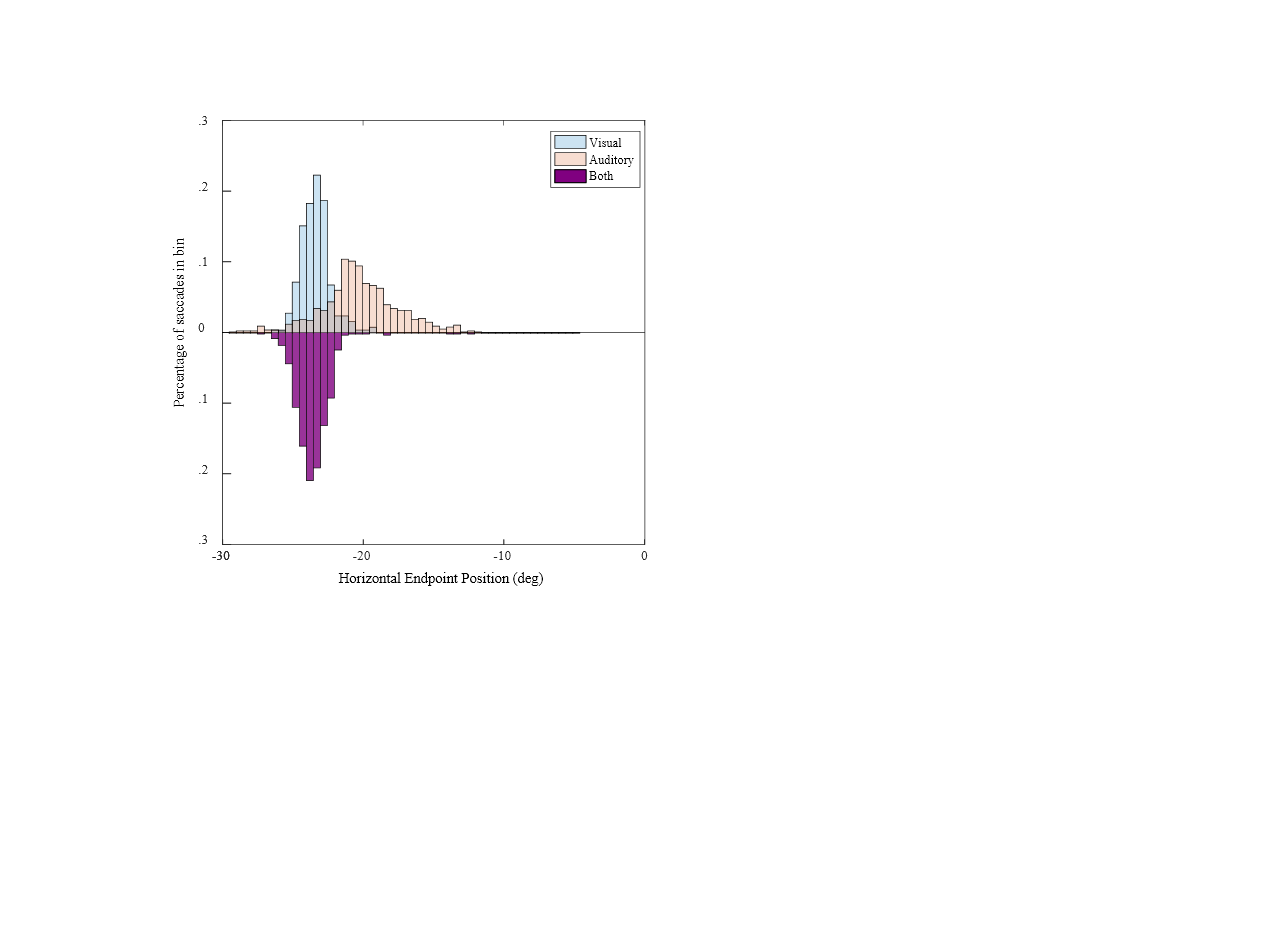 .3
.2
.1
0
.1
.2
.3
Percentage of saccades in bin
Visual
Auditory
Both
-30 -20 -10 0
Horizontal Endpoint Position (deg)